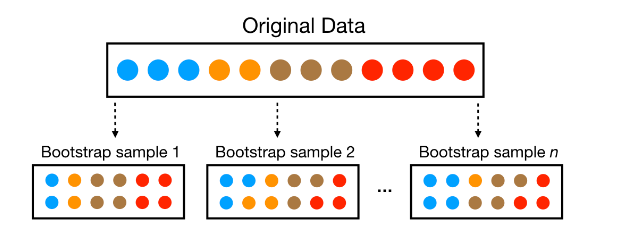 Original Data
Bootstrap sample 1
Bootstrap sample 2
...
Bootstrap sample n